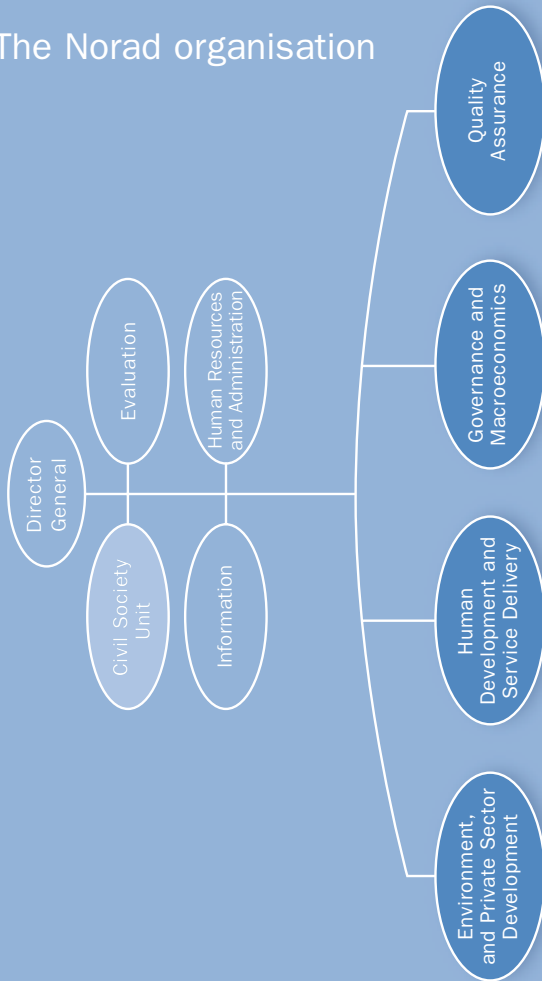 The Norad organisation
Director
General
Civil Society
Unit
Evaluation
Information
Human Resources
and Administration
Environment,
and Private Sector
Development
Human
Development and
Service Delivery
Governance and
Macroeconomics
Quality
Assurance